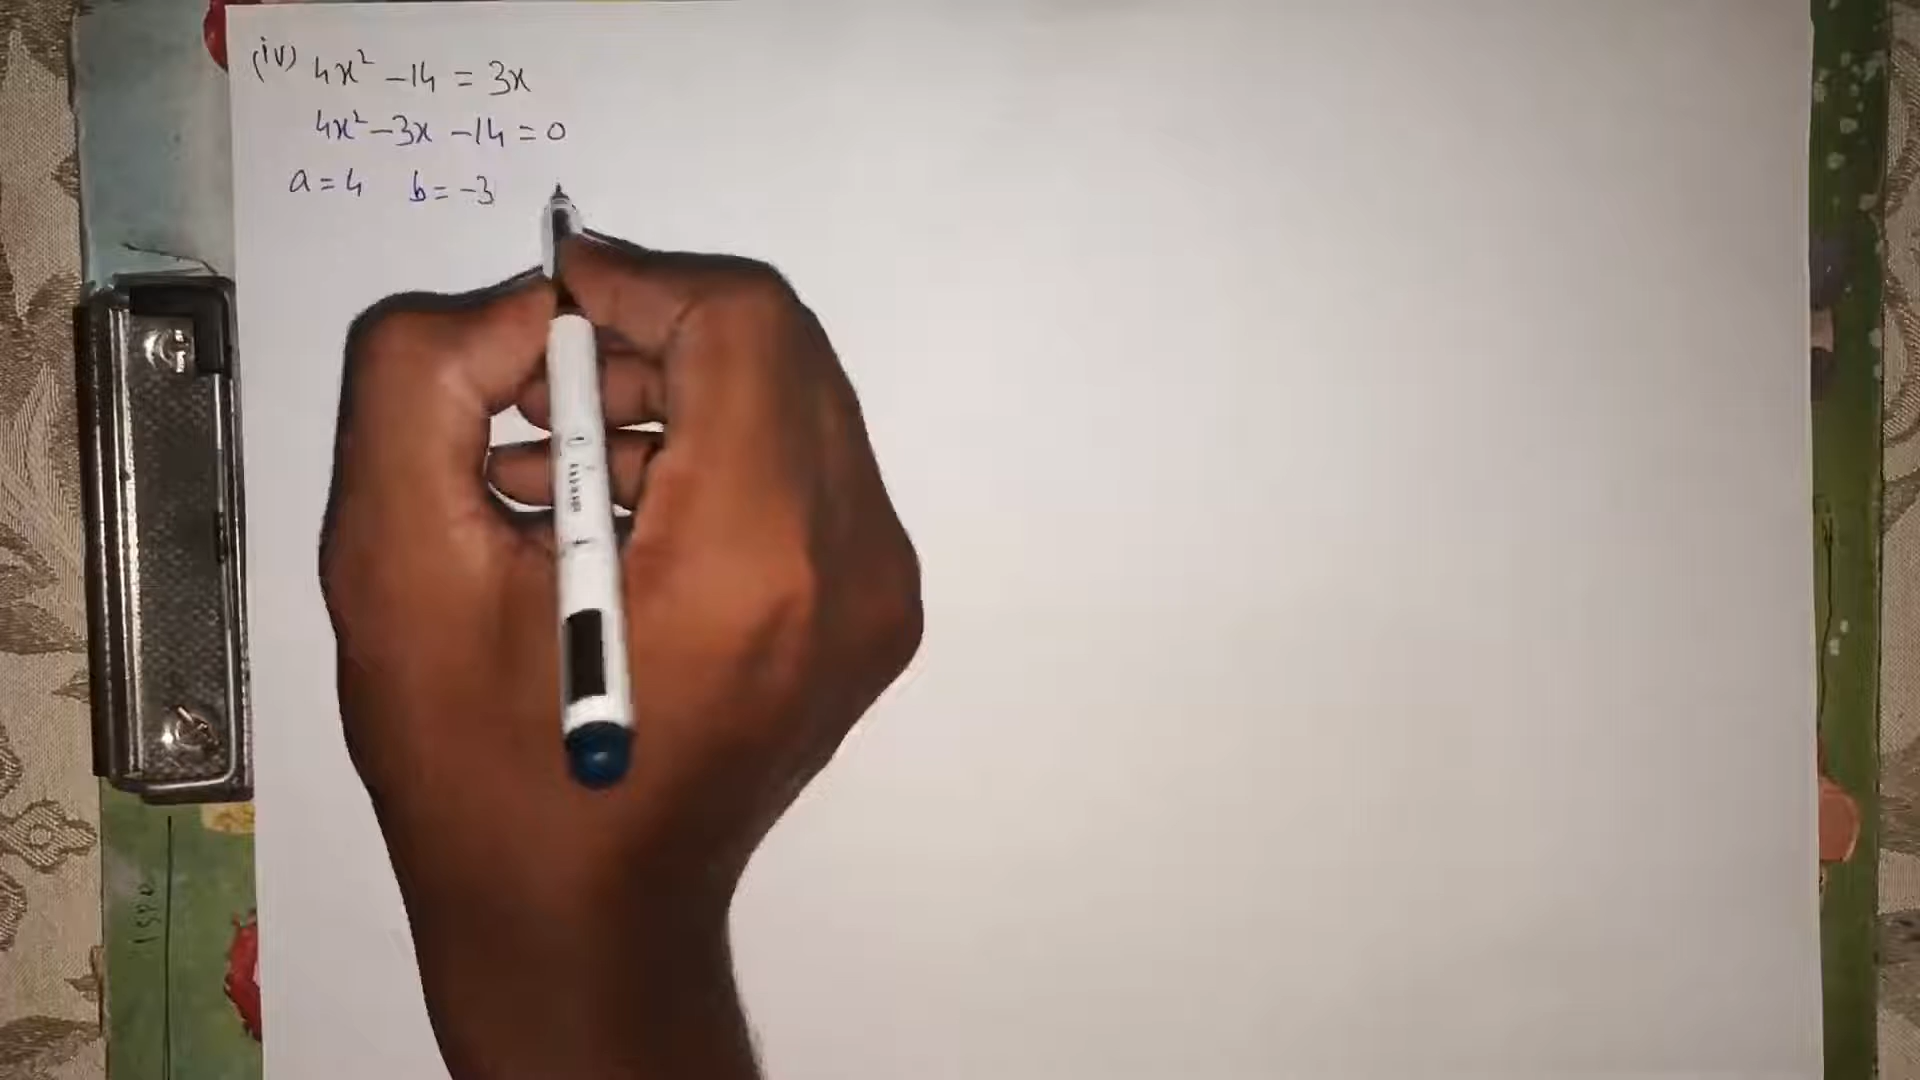 (iv) 4x² - 14 = 3x
4x² - 3x - 14 = 0
a = 4 b = -3